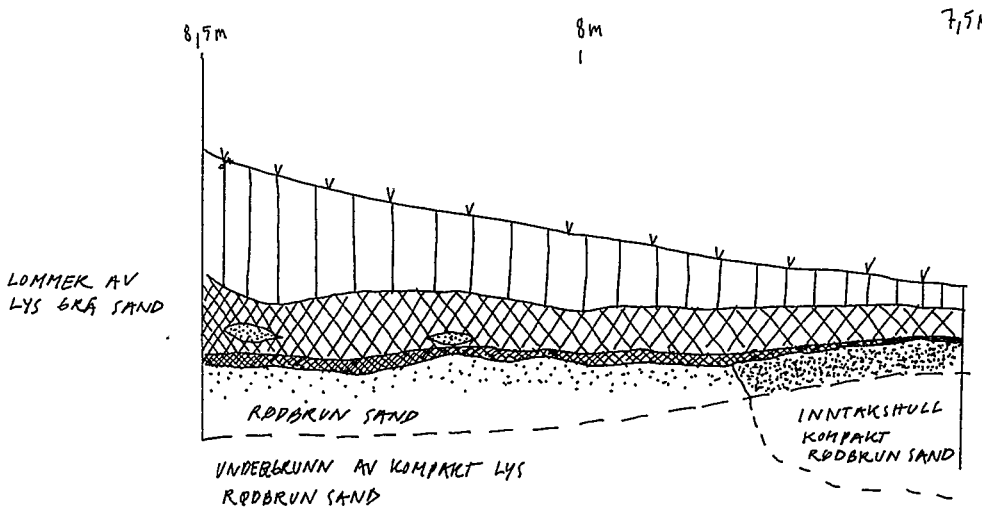 8,5m
8m
7,5m
LOMMER AV
LYS GRÅ SAND
RØDBRUN SAND
INNTAKSHULL
KOMPAKT
RØDBRUN SAND
UNDERGRUNN AV KOMPAKT LYS
RØDBRUN SAND